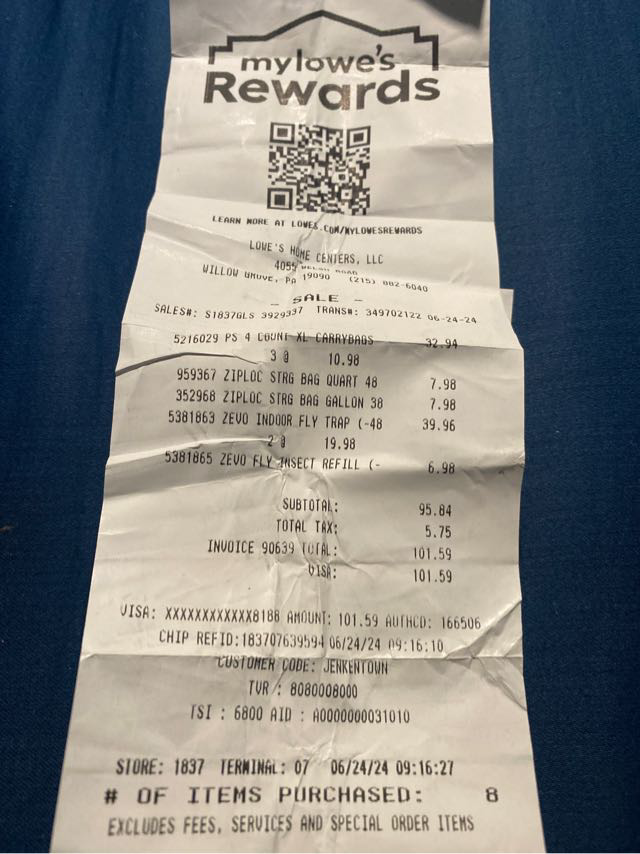 mylowe's
Rewards
LEARN MORE AT LOWES.COM/MYLOWESREWARDS
LOWE'S HOME CENTERS, LLC
4055 ROAD
WILLOW GROVE, PA 19090 (215) 082-6040
- SALE -
SALES#: S1837GLS 3929337 TRANS#: 349702122 06-24-24
5216029 PS 4 COUNT XL CARRYBAGS 32.94
3 @ 10.98
959367 ZIPLOC STRG BAG QUART 48 7.98
352968 ZIPLOC STRG BAG GALLON 38 7.98
5381863 ZEVO INDOOR FLY TRAP (-48 39.96
2 @ 19.98
5381865 ZEVO FLY INSECT REFILL (- 6.98
SUBTOTAL: 95.84
TOTAL TAX: 5.75
INVOICE 90639 TOTAL: 101.59
VISA: 101.59
VISA: XXXXXXXXXXXX8188 AMOUNT: 101.59 AUTHCD: 166506
CHIP REFID:183707639594 06/24/24 09:16:10
CUSTOMER CODE: JENKENTOWN
TVR : 8080008000
TSI : 6800 AID : A0000000031010
STORE: 1837 TERMINAL: 07 06/24/24 09:16:27
# OF ITEMS PURCHASED: 8
EXCLUDES FEES, SERVICES AND SPECIAL ORDER ITEMS